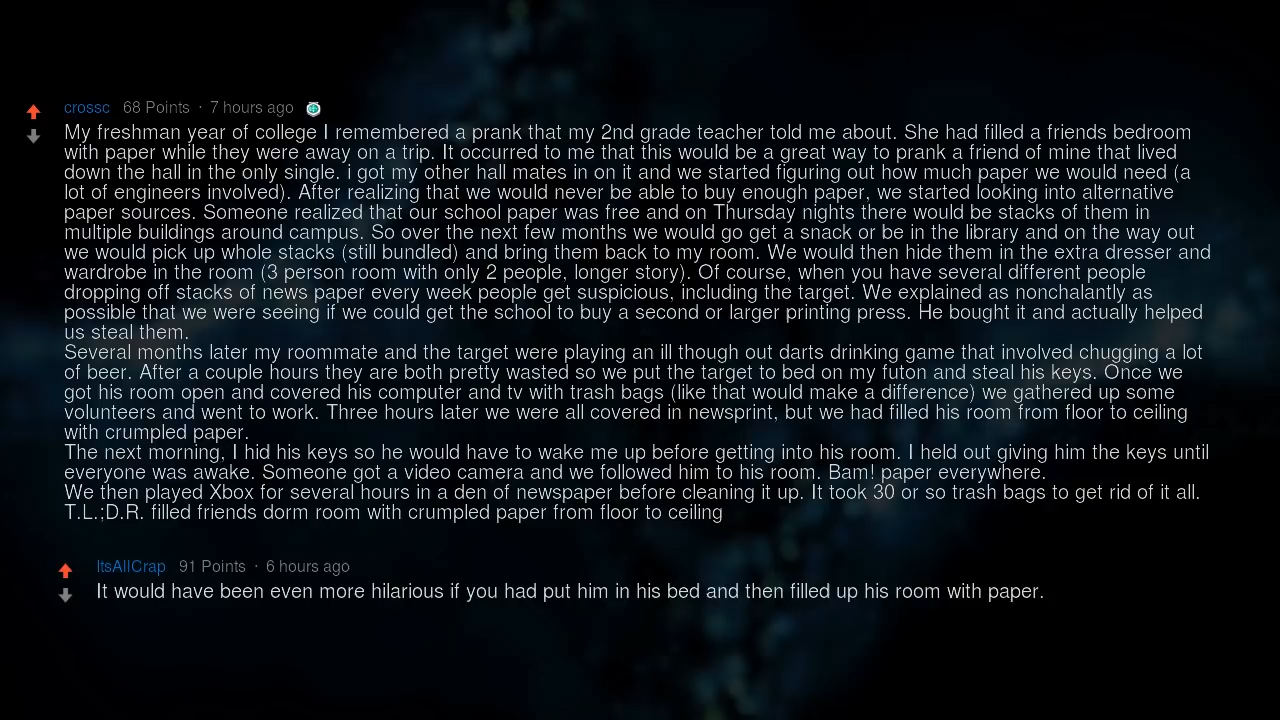 crossc 68 Points · 7 hours ago
My freshman year of college I remembered a prank that my 2nd grade teacher told me about. She had filled a friends bedroom
with paper while they were away on a trip. It occurred to me that this would be a great way to prank a friend of mine that lived
down the hall in the only single. i got my other hall mates in on it and we started figuring out how much paper we would need (a
lot of engineers involved). After realizing that we would never be able to buy enough paper, we started looking into alternative
paper sources. Someone realized that our school paper was free and on Thursday nights there would be stacks of them in
multiple buildings around campus. So over the next few months we would go get a snack or be in the library and on the way out
we would pick up whole stacks (still bundled) and bring them back to my room. We would then hide them in the extra dresser and
wardrobe in the room (3 person room with only 2 people, longer story). Of course, when you have several different people
dropping off stacks of news paper every week people get suspicious, including the target. We explained as nonchalantly as
possible that we were seeing if we could get the school to buy a second or larger printing press. He bought it and actually helped
us steal them.
Several months later my roommate and the target were playing an ill though out darts drinking game that involved chugging a lot
of beer. After a couple hours they are both pretty wasted so we put the target to bed on my futon and steal his keys. Once we
got his room open and covered his computer and tv with trash bags (like that would make a difference) we gathered up some
volunteers and went to work. Three hours later we were all covered in newsprint, but we had filled his room from floor to ceiling
with crumpled paper.
The next morning, I hid his keys so he would have to wake me up before getting into his room. I held out giving him the keys until
everyone was awake. Someone got a video camera and we followed him to his room. Bam! paper everywhere.
We then played Xbox for several hours in a den of newspaper before cleaning it up. It took 30 or so trash bags to get rid of it all.
T.L.;D.R. filled friends dorm room with crumpled paper from floor to ceiling
ItsAllCrap 91 Points · 6 hours ago
It would have been even more hilarious if you had put him in his bed and then filled up his room with paper.